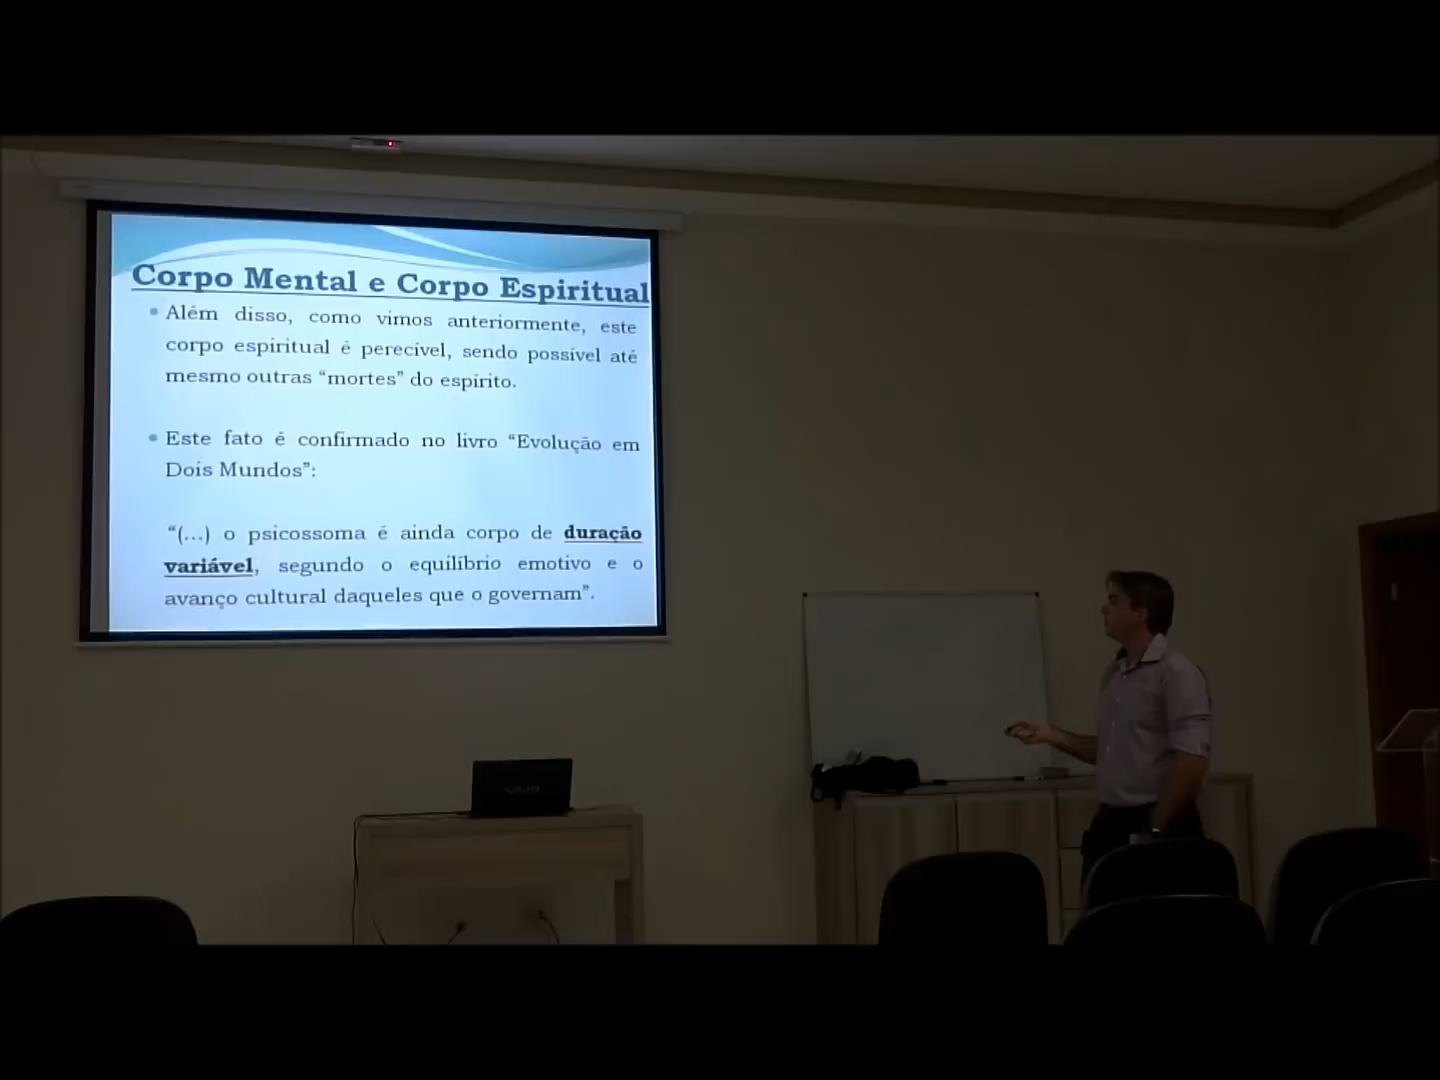 Corpo Mental e Corpo Espiritual
Além disso, como vimos anteriormente, este
corpo espiritual é perecível, sendo possível até
mesmo outras “mortes” do espírito.
Este fato é confirmado no livro “Evolução em
Dois Mundos”:
“(...) o psicossoma é ainda corpo de duração
variável, segundo o equilíbrio emotivo e o
avanço cultural daqueles que o governam”.
VAIO